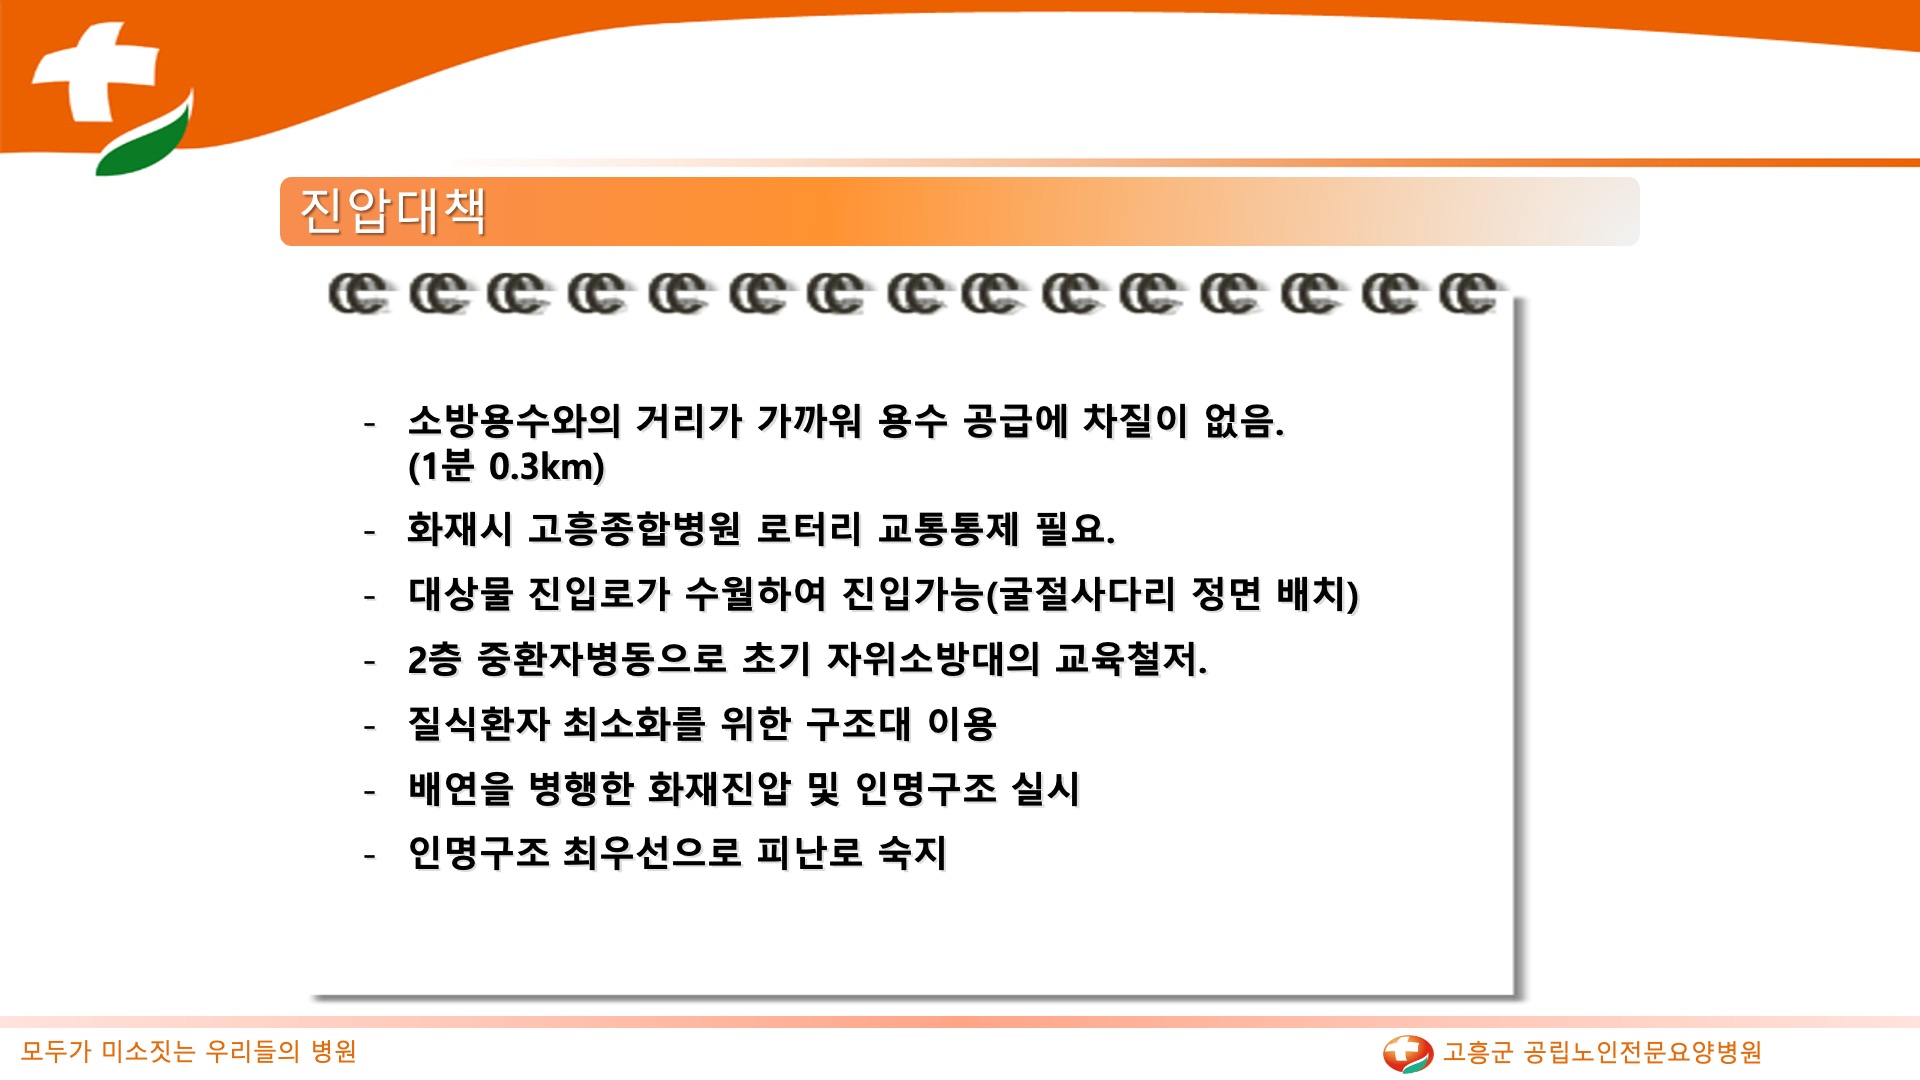 진압대책
- 소방용수와의 거리가 가까워 용수 공급에 차질이 없음.
(1분 0.3km)
- 화재시 고흥종합병원 로터리 교통통제 필요.
- 대상물 진입로가 수월하여 진입가능(굴절사다리 정면 배치)
- 2층 중환자병동으로 초기 자위소방대의 교육철저.
- 질식환자 최소화를 위한 구조대 이용
- 배연을 병행한 화재진압 및 인명구조 실시
- 인명구조 최우선으로 피난로 숙지
모두가 미소짓는 우리들의 병원
고흥군 공립노인전문요양병원